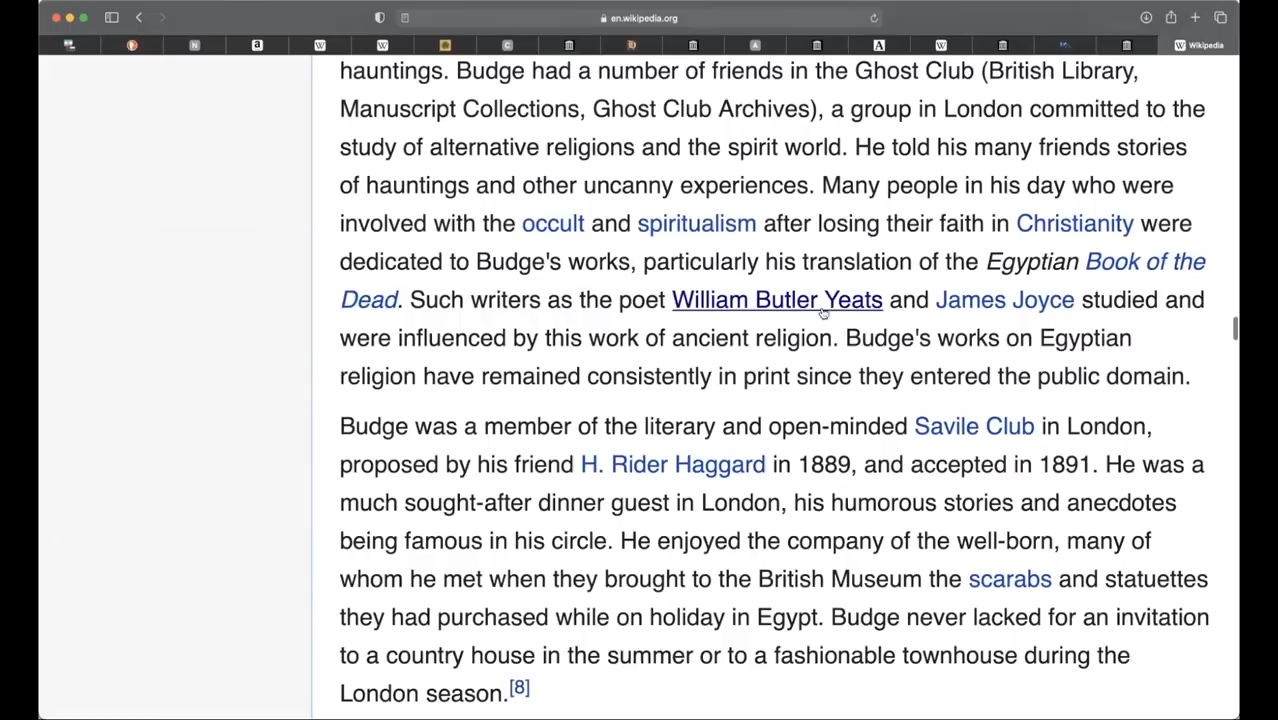 en.wikipedia.org
Wikipedia
hauntings. Budge had a number of friends in the Ghost Club (British Library,
Manuscript Collections, Ghost Club Archives), a group in London committed to the
study of alternative religions and the spirit world. He told his many friends stories
of hauntings and other uncanny experiences. Many people in his day who were
involved with the occult and spiritualism after losing their faith in Christianity were
dedicated to Budge's works, particularly his translation of the Egyptian Book of the
Dead. Such writers as the poet William Butler Yeats and James Joyce studied and
were influenced by this work of ancient religion. Budge's works on Egyptian
religion have remained consistently in print since they entered the public domain.
Budge was a member of the literary and open-minded Savile Club in London,
proposed by his friend H. Rider Haggard in 1889, and accepted in 1891. He was a
much sought-after dinner guest in London, his humorous stories and anecdotes
being famous in his circle. He enjoyed the company of the well-born, many of
whom he met when they brought to the British Museum the scarabs and statuettes
they had purchased while on holiday in Egypt. Budge never lacked for an invitation
to a country house in the summer or to a fashionable townhouse during the
London season.[8]